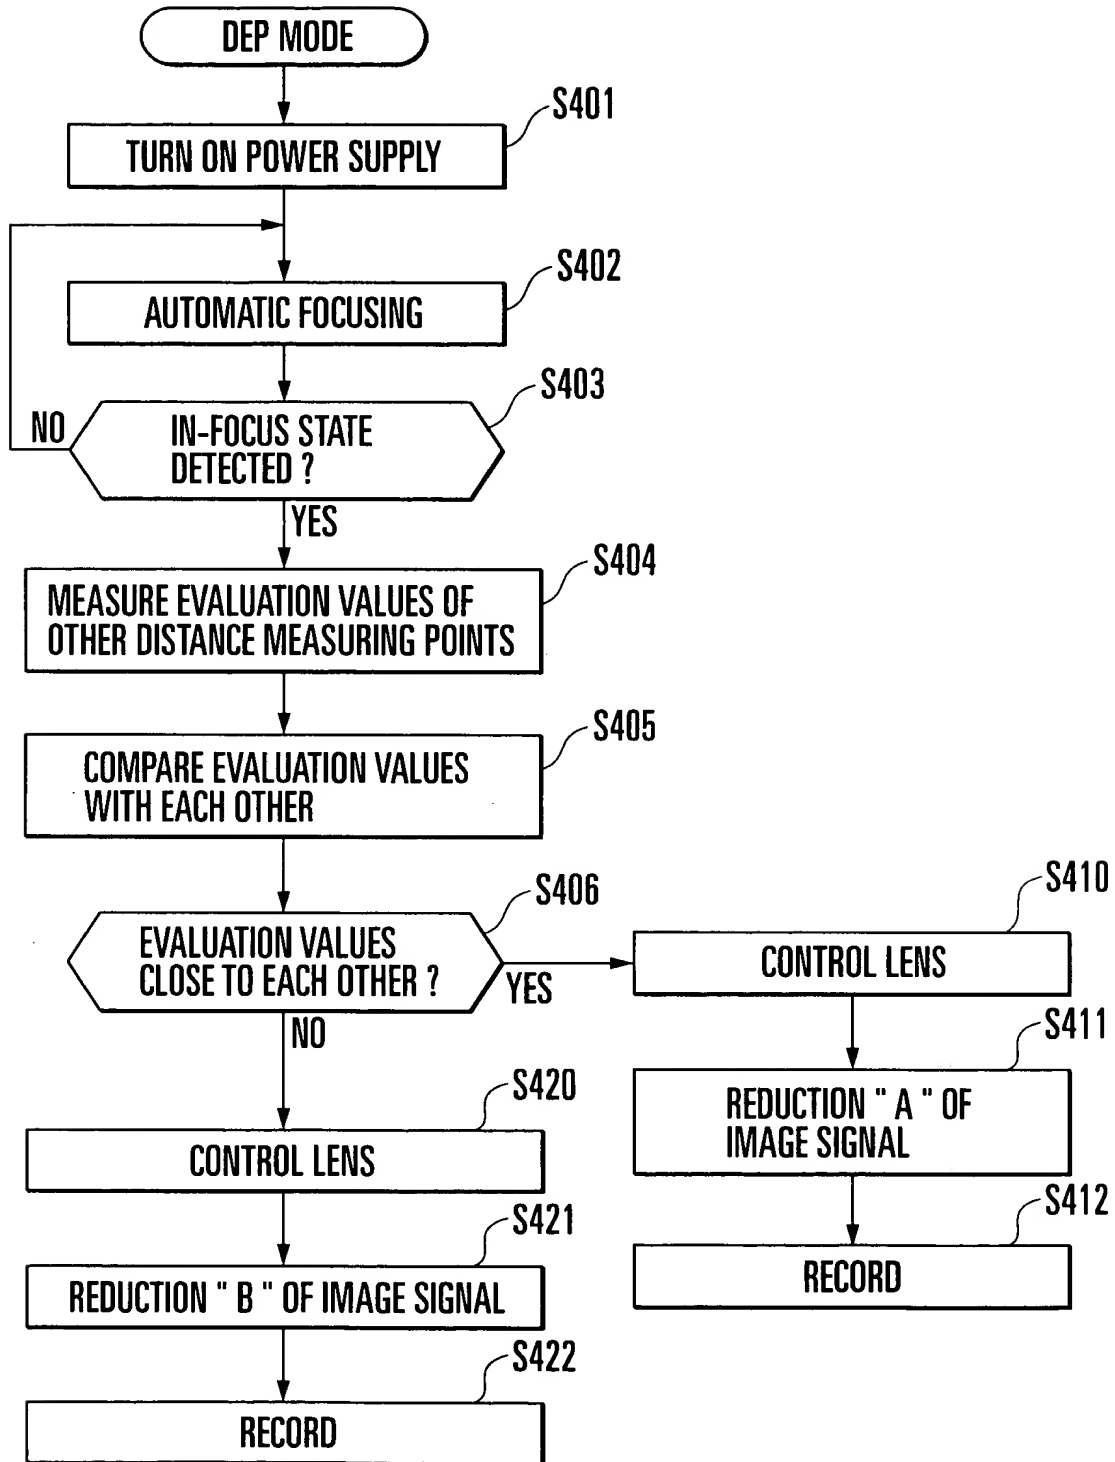 DEP MODE
S401
TURN ON POWER SUPPLY
S402
AUTOMATIC FOCUSING
S403
NO
IN-FOCUS STATE
DETECTED ?
YES
S404
MEASURE EVALUATION VALUES OF
OTHER DISTANCE MEASURING POINTS
S405
COMPARE EVALUATION VALUES
WITH EACH OTHER
S406
EVALUATION VALUES
CLOSE TO EACH OTHER ?
YES
NO
S410
CONTROL LENS
S411
REDUCTION " A " OF
IMAGE SIGNAL
S412
RECORD
S420
CONTROL LENS
S421
REDUCTION " B " OF IMAGE SIGNAL
S422
RECORD